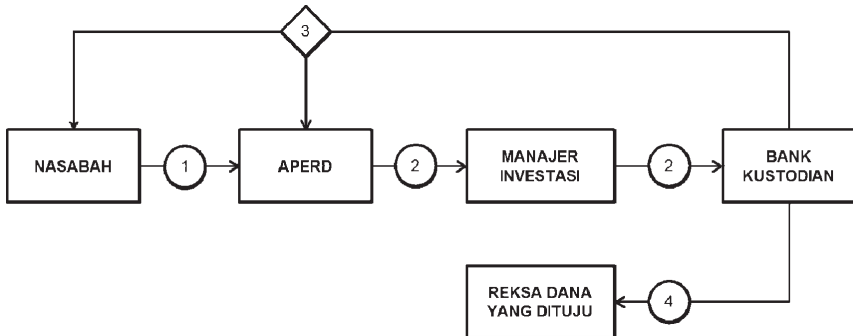 3
NASABAH
1
APERD
2
MANAJER
INVESTASI
2
BANK
KUSTODIAN
REKSA DANA
YANG DITUJU
4